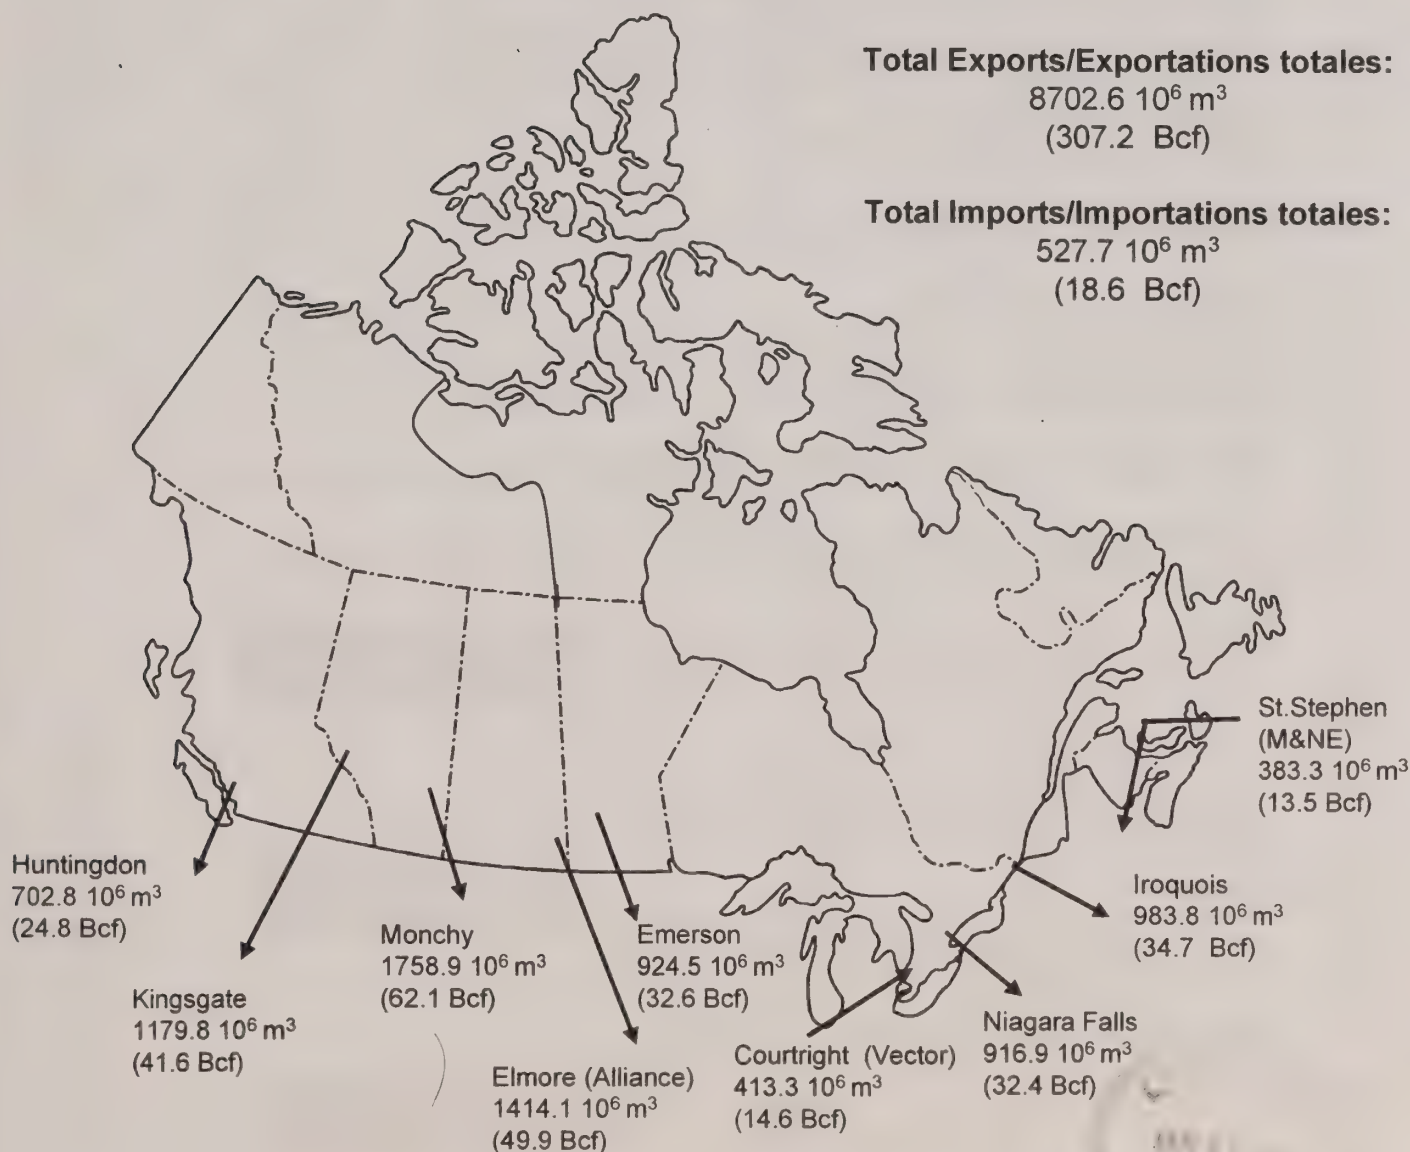 Total Exports/Exportations totales:
8702.6 10⁶ m³
(307.2 Bcf)
Total Imports/Importations totales:
527.7 10⁶ m³
(18.6 Bcf)
St.Stephen
(M&NE)
383.3 10⁶ m³
(13.5 Bcf)
Huntingdon
702.8 10⁶ m³
(24.8 Bcf)
Iroquois
983.8 10⁶ m³
(34.7 Bcf)
Monchy
1758.9 10⁶ m³
(62.1 Bcf)
Emerson
924.5 10⁶ m³
(32.6 Bcf)
Kingsgate
1179.8 10⁶ m³
(41.6 Bcf)
Niagara Falls
916.9 10⁶ m³
(32.4 Bcf)
Courtright (Vector)
413.3 10⁶ m³
(14.6 Bcf)
Elmore (Alliance)
1414.1 10⁶ m³
(49.9 Bcf)